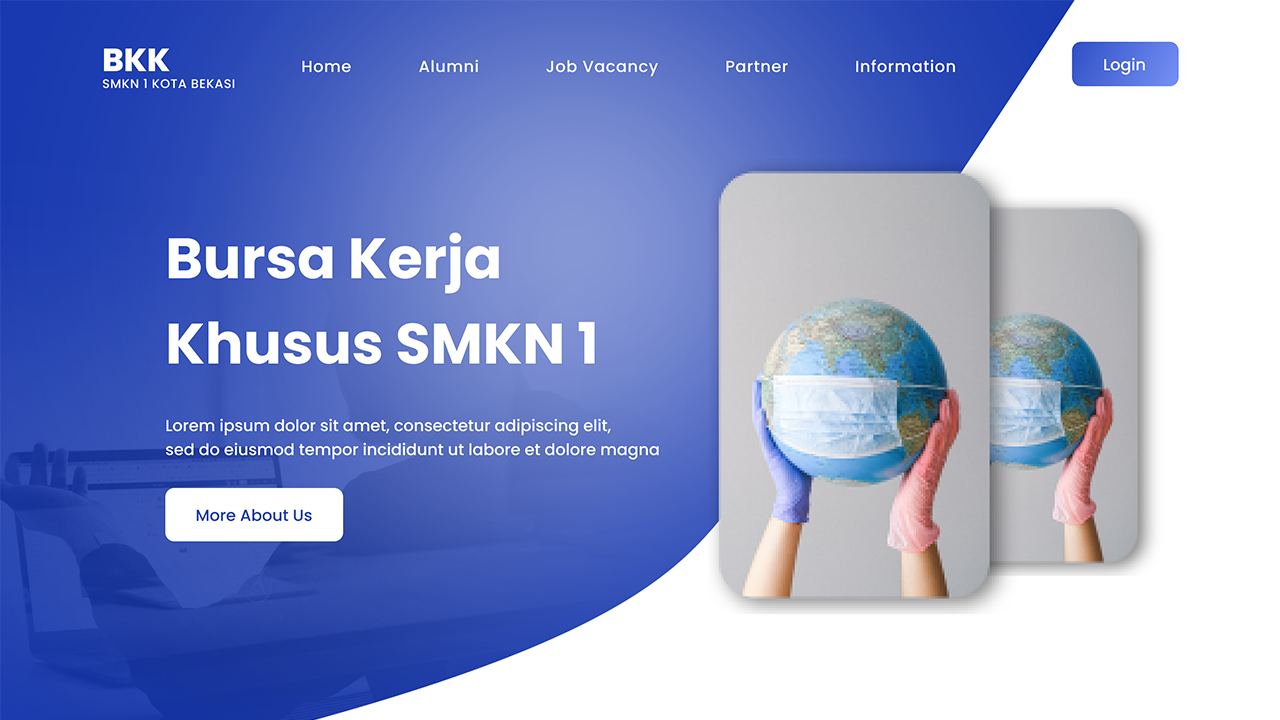 BKK
SMKN 1 KOTA BEKASI
Home
Alumni
Job Vacancy
Partner
Information
Login
Bursa Kerja
Khusus SMKN 1
Lorem ipsum dolor sit amet, consectetur adipiscing elit,
sed do eiusmod tempor incididunt ut labore et dolore magna
More About Us